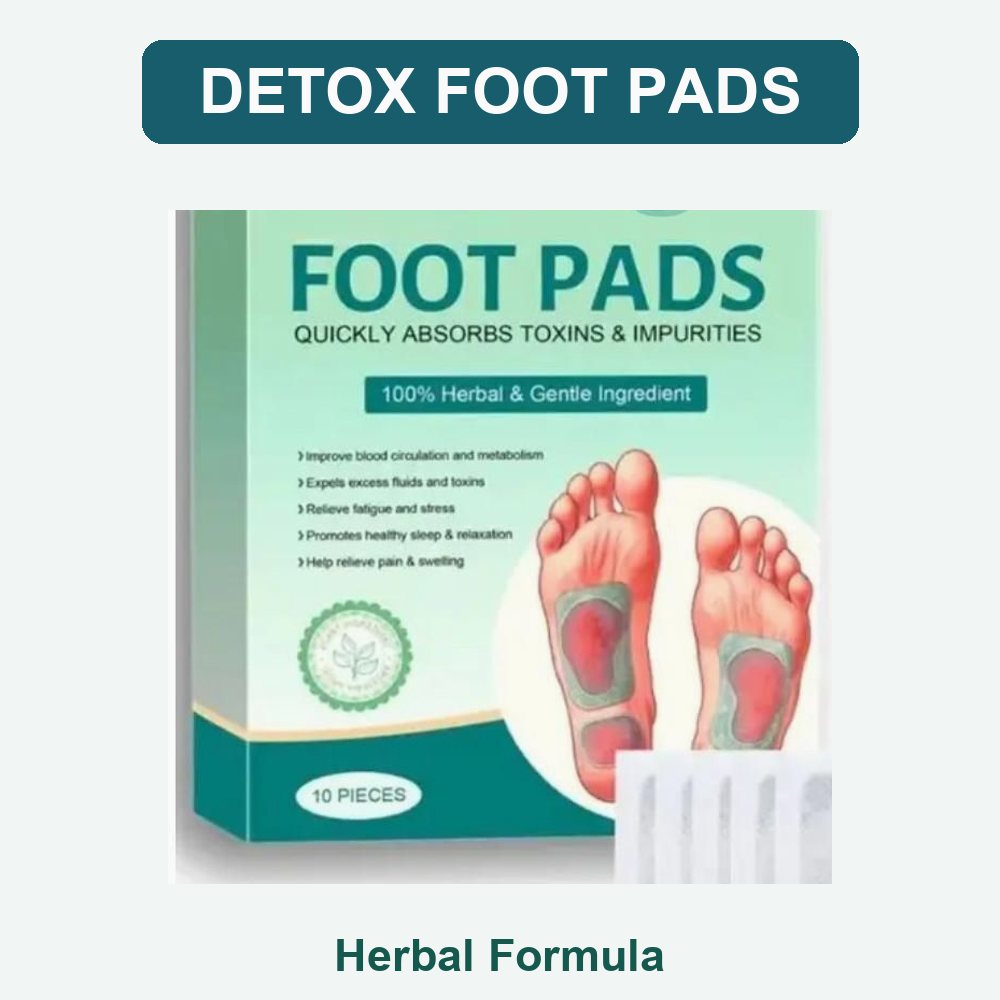 DETOX FOOT PADS
FOOT PADS
QUICKLY ABSORBS TOXINS & IMPURITIES
100% Herbal & Gentle Ingredient
Improve blood circulation and metabolism
Expels excess fluids and toxins
Relieve fatigue and stress
Promotes healthy sleep & relaxation
Help relieve pain & swelling
10 PIECES
Herbal Formula